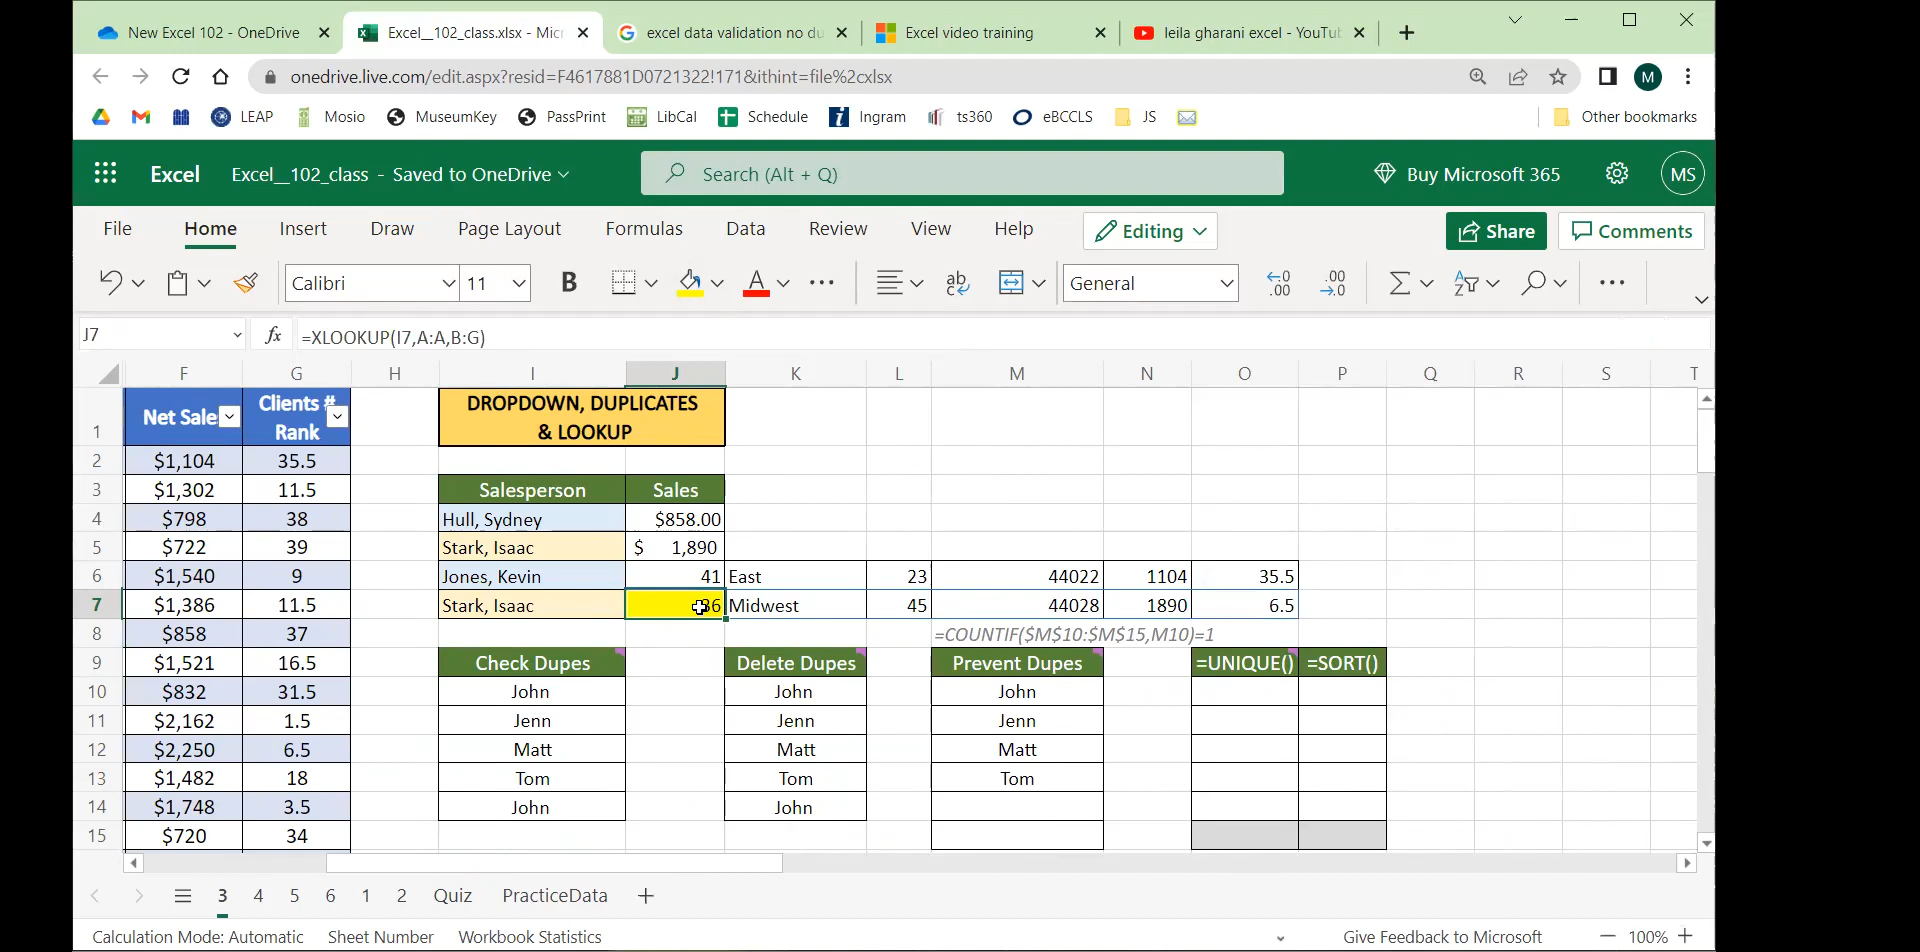 New Excel 102 - OneDrive
Excel__102_class.xlsx - Mic
excel data validation no du
Excel video training
leila gharani excel - YouTu
onedrive.live.com/edit.aspx?resid=F4617881D0721322!171&ithint=file%2cxlsx
M
LEAP Mosio MuseumKey PassPrint LibCal Schedule Ingram ts360 eBCCLS JS Other bookmarks
Excel Excel__102_class - Saved to OneDrive Search (Alt + Q) Buy Microsoft 365 MS
File Home Insert Draw Page Layout Formulas Data Review View Help Editing Share Comments
Calibri 11 B A ab c General .00 .00
J7 fx =XLOOKUP(I7,A:A,B:G)
F G H I J K L M N O P Q R S T
1 Net Sale Clients # Rank DROPDOWN, DUPLICATES & LOOKUP
2 $1,104 35.5
3 $1,302 11.5 Salesperson Sales
4 $798 38 Hull, Sydney $858.00
5 $722 39 Stark, Isaac $ 1,890
6 $1,540 9 Jones, Kevin 41 East 23 44022 1104 35.5
7 $1,386 11.5 Stark, Isaac 36 Midwest 45 44028 1890 6.5
8 $858 37 =COUNTIF($M$10:$M$15,M10)=1
9 $1,521 16.5 Check Dupes Delete Dupes Prevent Dupes =UNIQUE() =SORT()
10 $832 31.5 John John John
11 $2,162 1.5 Jenn Jenn Jenn
12 $2,250 6.5 Matt Matt Matt
13 $1,482 18 Tom Tom Tom
14 $1,748 3.5 John John
15 $720 34
3 4 5 6 1 2 Quiz PracticeData
Calculation Mode: Automatic Sheet Number Workbook Statistics Give Feedback to Microsoft 100%